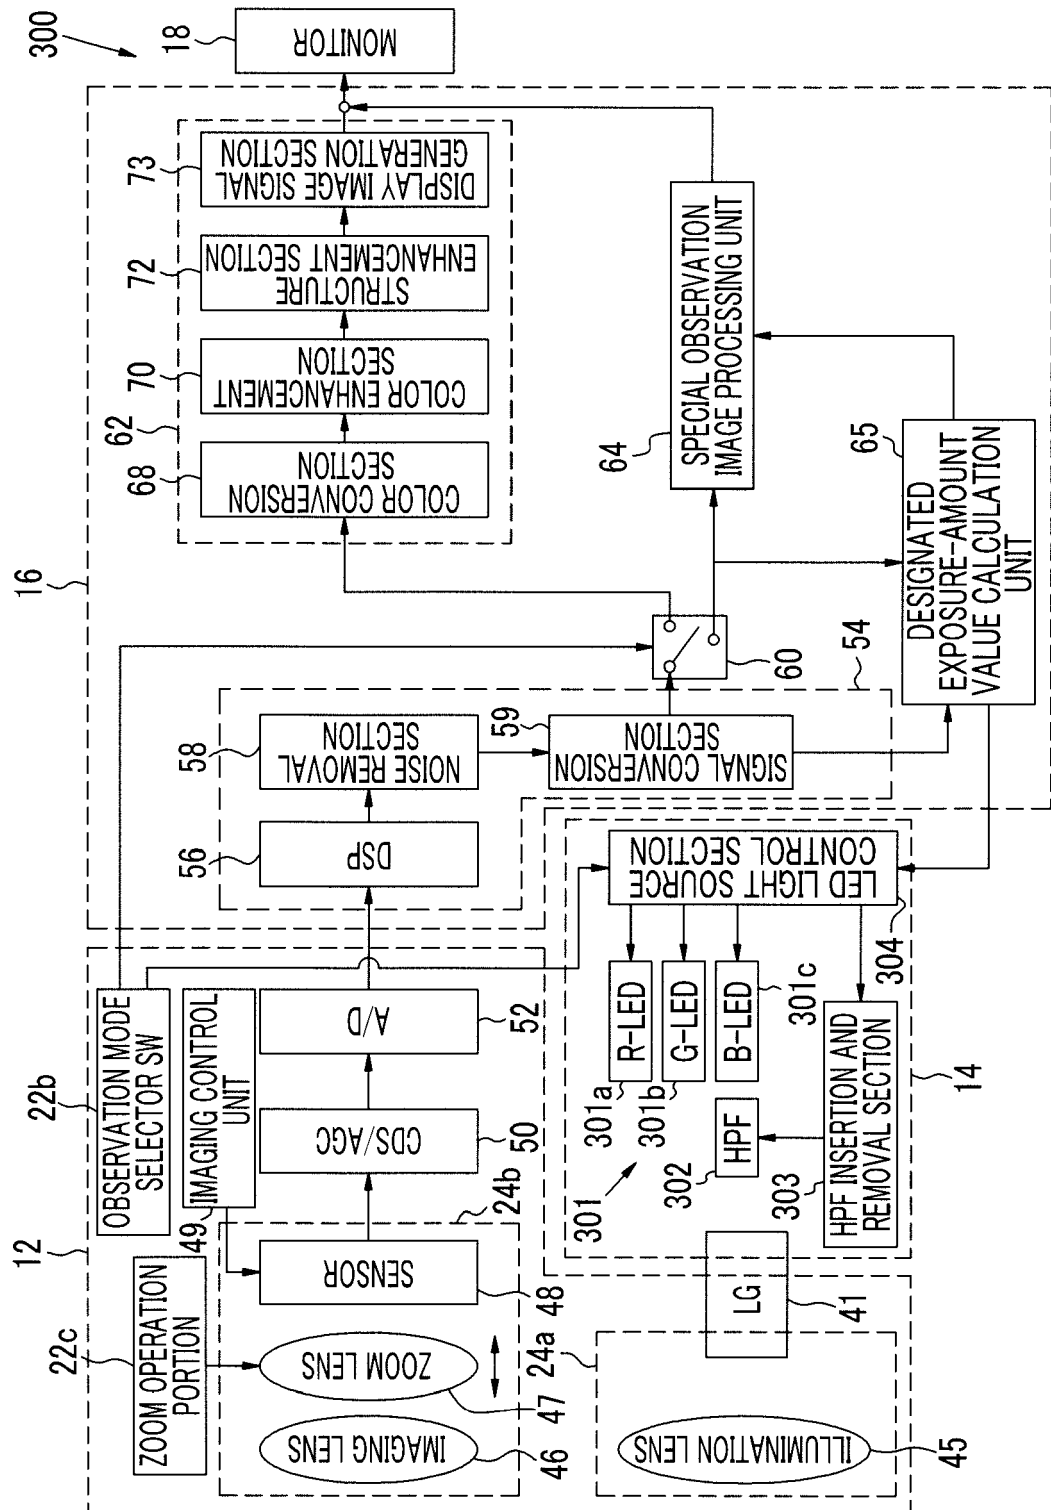 300
18
MONITOR
16
62
73
DISPLAY IMAGE SIGNAL
GENERATION SECTION
72
STRUCTURE
ENHANCEMENT SECTION
70
COLOR ENHANCEMENT
SECTION
68
COLOR CONVERSION
SECTION
64
SPECIAL OBSERVATION
IMAGE PROCESSING UNIT
65
DESIGNATED
EXPOSURE-AMOUNT
VALUE CALCULATION
UNIT
60
54
59
SIGNAL CONVERSION
SECTION
58
NOISE REMOVAL
SECTION
56
DSP
12
22b
OBSERVATION MODE
SELECTOR SW
22c
ZOOM OPERATION
PORTION
49
IMAGING CONTROL
UNIT
A/D
52
CDS/AGC
50
24b
SENSOR
48
ZOOM LENS
47
IMAGING LENS
46
24a
ILLUMINATION LENS
45
LG
41
14
LED LIGHT SOURCE
CONTROL SECTION
304
301
R-LED
301a
G-LED
301b
B-LED
301c
302
HPF
303
HPF INSERTION AND
REMOVAL SECTION